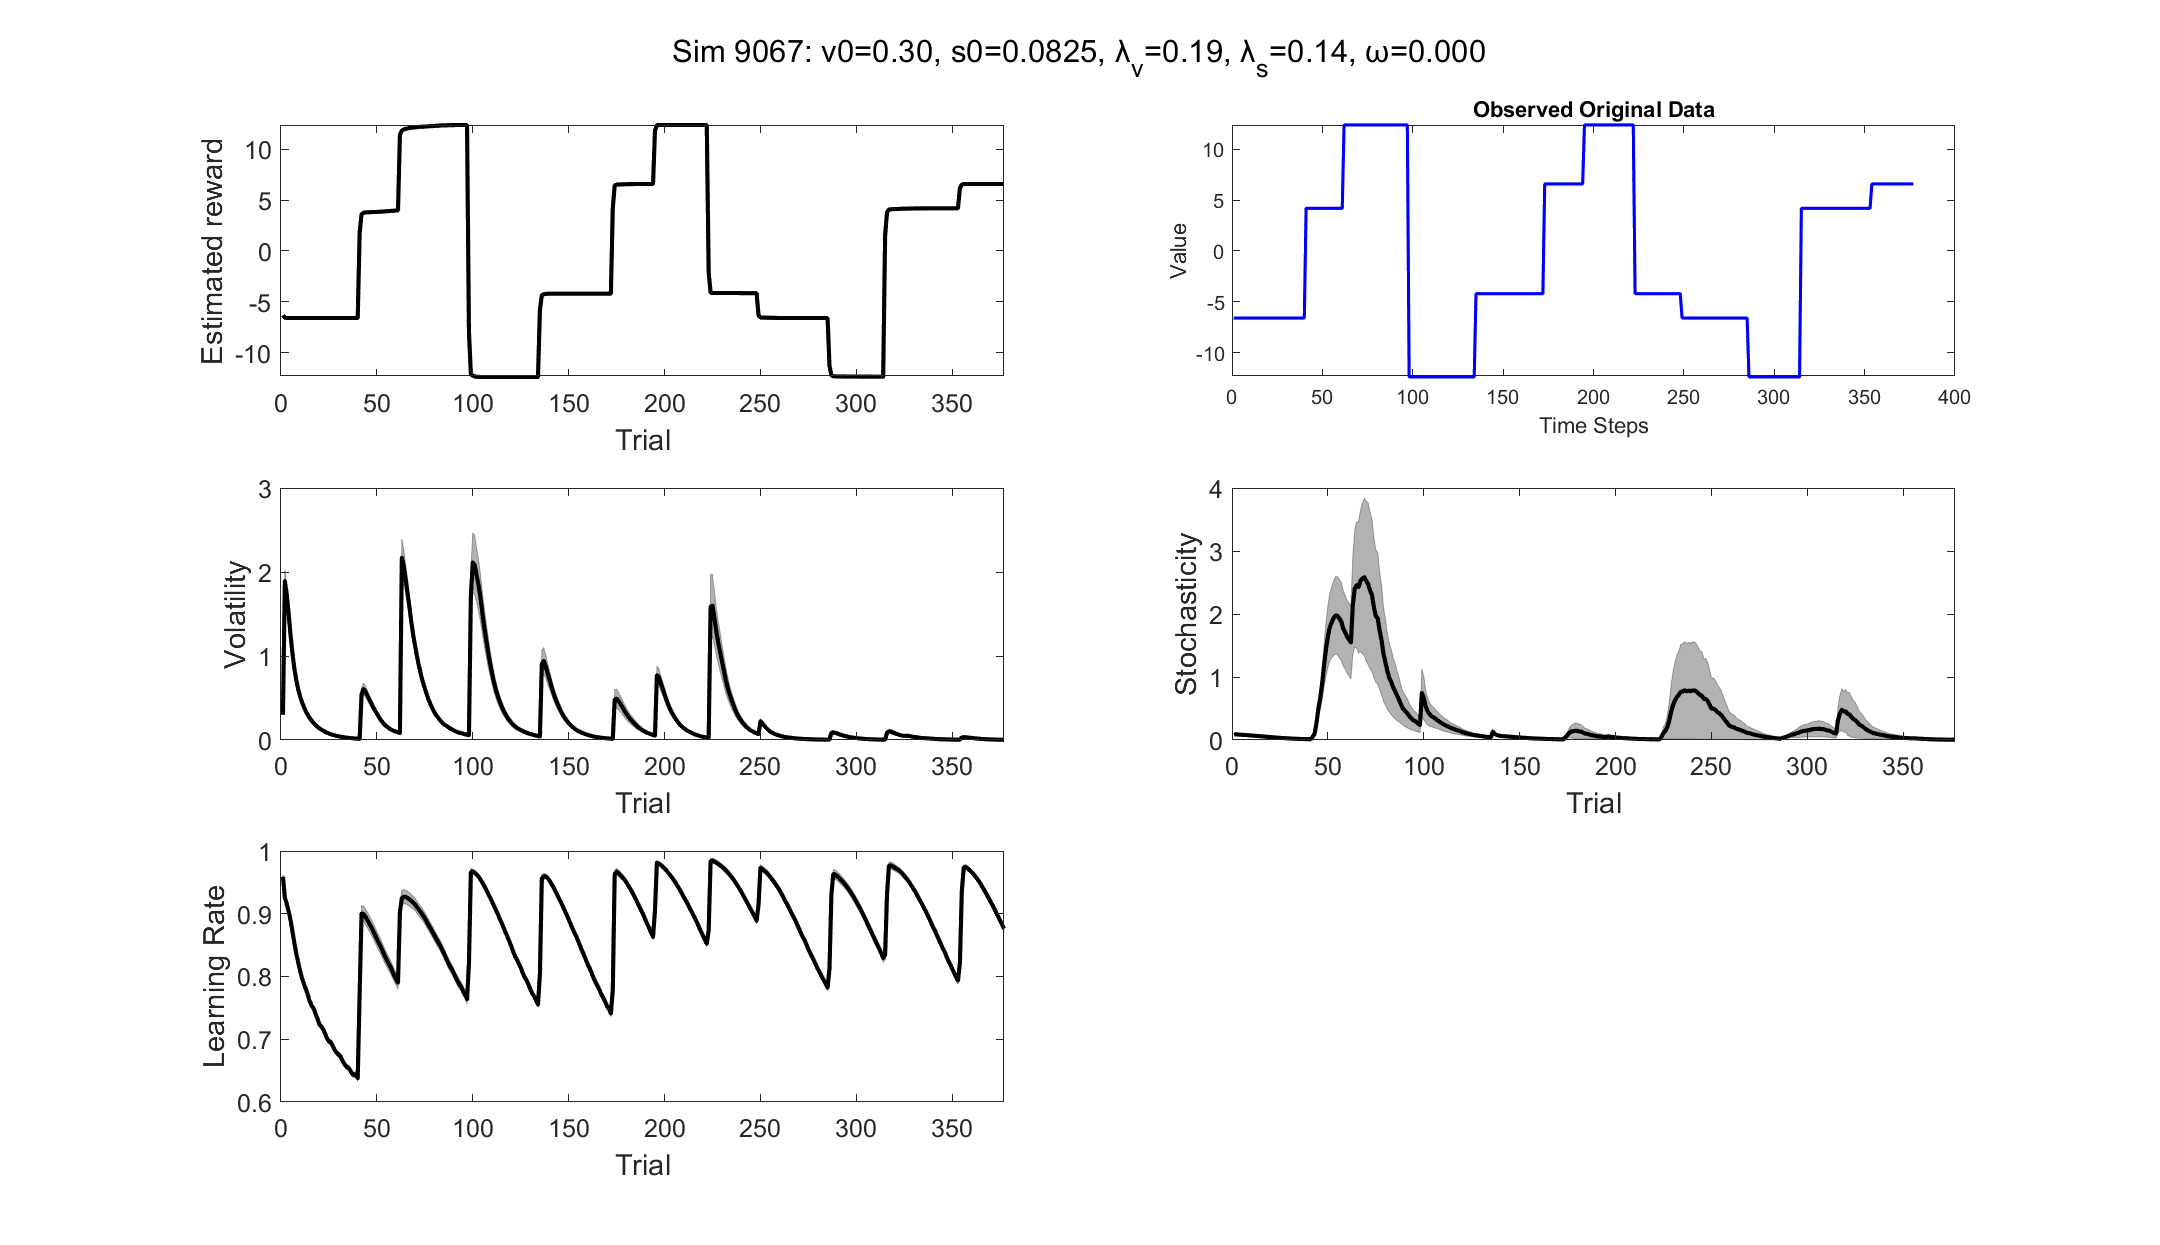 Sim 9067: v0=0.30, s0=0.0825, λ_v=0.19, λ_s=0.14, ω=0.000
Estimated reward
10
5
0
-5
-10
0 50 100 150 200 250 300 350
Trial
Observed Original Data
Value
10
5
0
-5
-10
0 50 100 150 200 250 300 350 400
Time Steps
Volatility
3
2
1
0
0 50 100 150 200 250 300 350
Trial
Stochasticity
4
3
2
1
0
0 50 100 150 200 250 300 350
Trial
Learning Rate
1
0.9
0.8
0.7
0.6
0 50 100 150 200 250 300 350
Trial